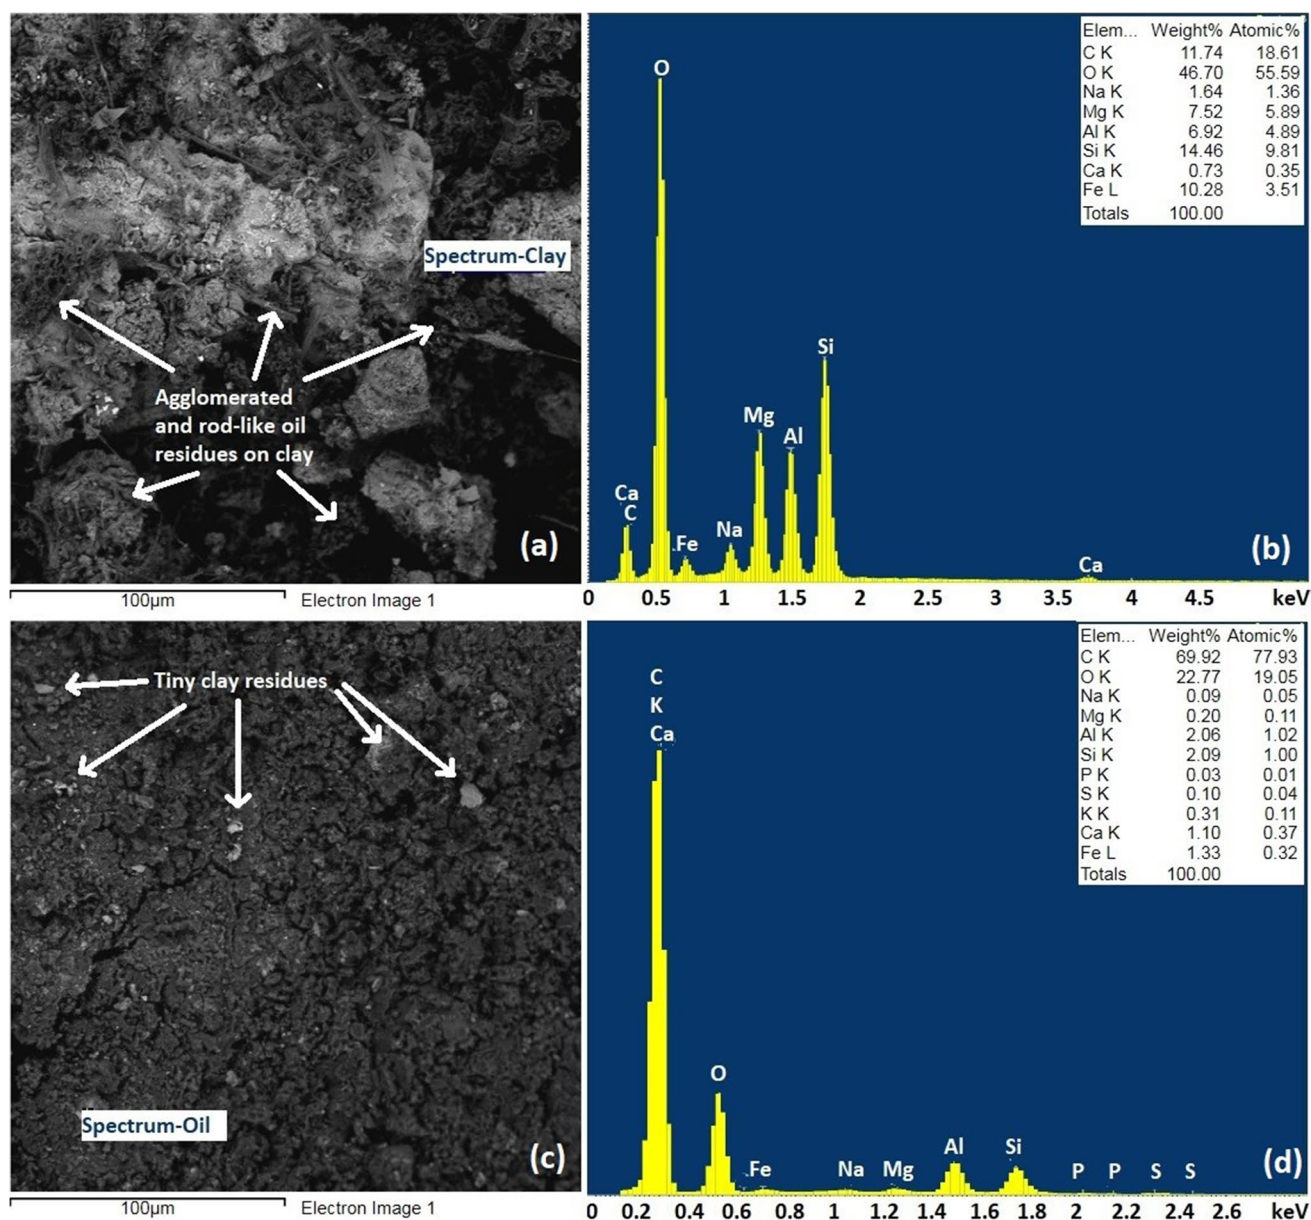 Spectrum-Clay
Agglomerated
and rod-like oil
residues on clay
(a)
100µm Electron Image 1
Elem... Weight% Atomic%
C K 11.74 18.61
O K 46.70 55.59
Na K 1.64 1.36
Mg K 7.52 5.89
Al K 6.92 4.89
Si K 14.46 9.81
Ca K 0.73 0.35
Fe L 10.28 3.51
Totals 100.00
O
Si
Mg
Al
Ca
C
Na
Fe
Ca
(b)
0 0.5 1 1.5 2 2.5 3 3.5 4 4.5 keV
Tiny clay residues
Spectrum-Oil
(c)
100µm Electron Image 1
Elem... Weight% Atomic%
C K 69.92 77.93
O K 22.77 19.05
Na K 0.09 0.05
Mg K 0.20 0.11
Al K 2.06 1.02
Si K 2.09 1.00
P K 0.03 0.01
S K 0.10 0.04
K K 0.31 0.11
Ca K 1.10 0.37
Fe L 1.33 0.32
Totals 100.00
C
K
Ca
O
Fe Na Mg Al Si P P S S
(d)
0 0.2 0.4 0.6 0.8 1 1.2 1.4 1.6 1.8 2 2.2 2.4 2.6 keV